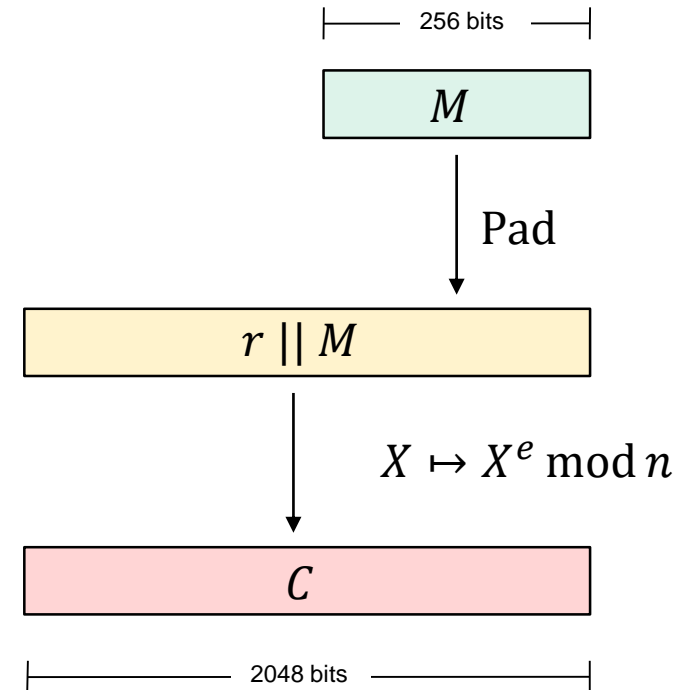 256 bits
M
Pad
r || M
X ↦ X^e mod n
C
2048 bits